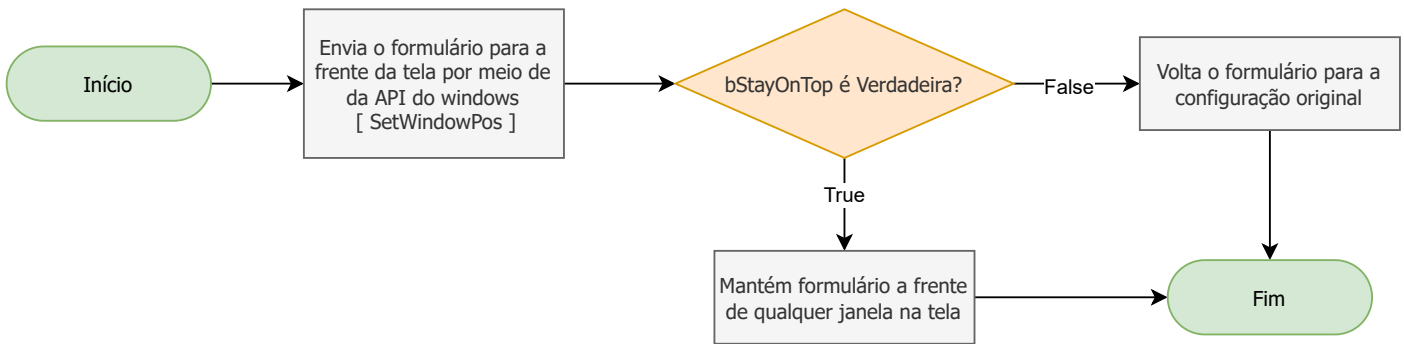 Início
Envia o formulário para a
frente da tela por meio de
da API do windows
[ SetWindowPos ]
bStayOnTop é Verdadeira?
False
Volta o formulário para a
configuração original
True
Mantém formulário a frente
de qualquer janela na tela
Fim